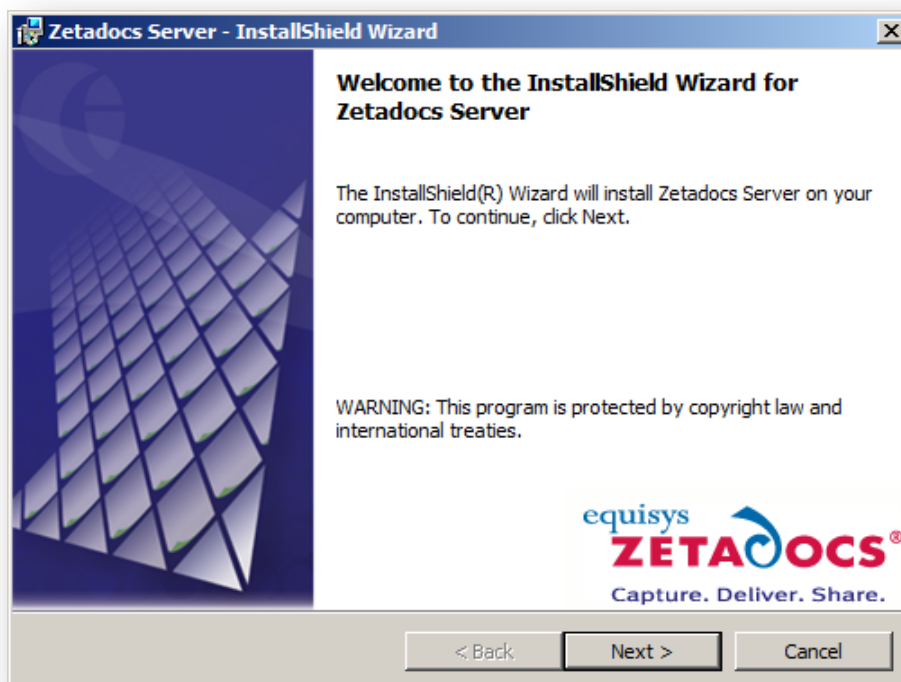 Zetadocs Server - InstallShield Wizard
Welcome to the InstallShield Wizard for
Zetadocs Server
The InstallShield(R) Wizard will install Zetadocs Server on your
computer. To continue, click Next.
WARNING: This program is protected by copyright law and
international treaties.
equisys
ZETADOCS®
Capture. Deliver. Share.
< Back
Next >
Cancel